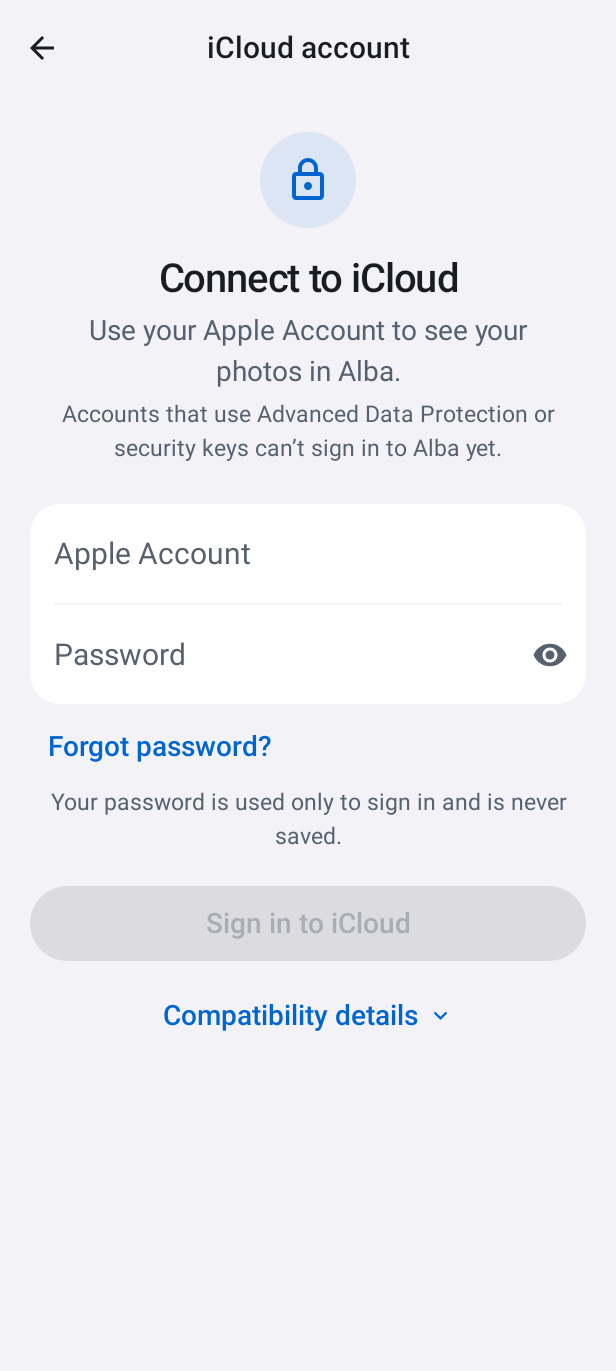 iCloud account
Connect to iCloud
Use your Apple Account to see your
photos in Alba.
Accounts that use Advanced Data Protection or
security keys can’t sign in to Alba yet.
Apple Account
Password
Forgot password?
Your password is used only to sign in and is never
saved.
Sign in to iCloud
Compatibility details